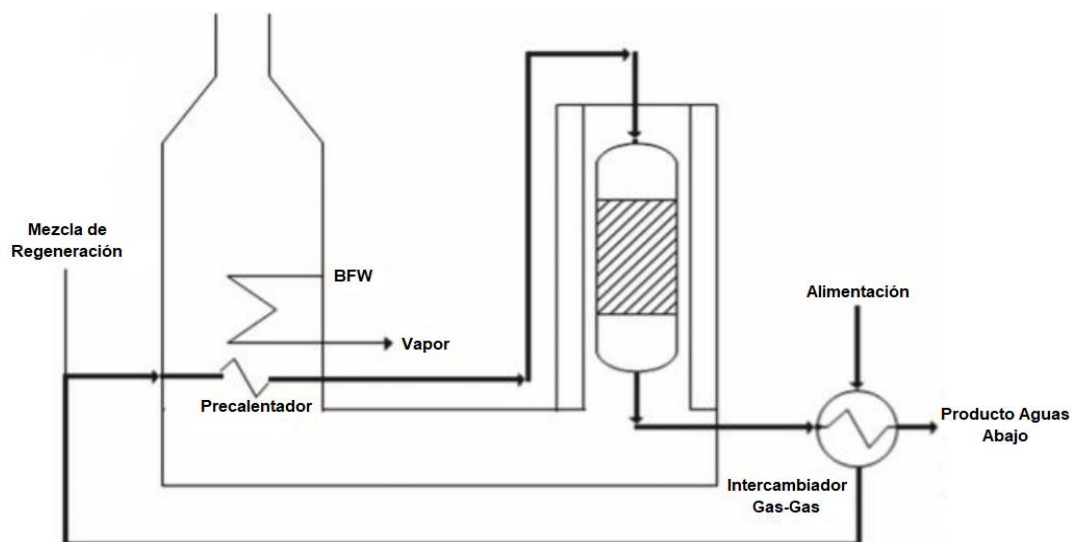 Mezcla de
Regeneración
BFW
Vapor
Precalentador
Alimentación
Producto Aguas
Abajo
Intercambiador
Gas-Gas